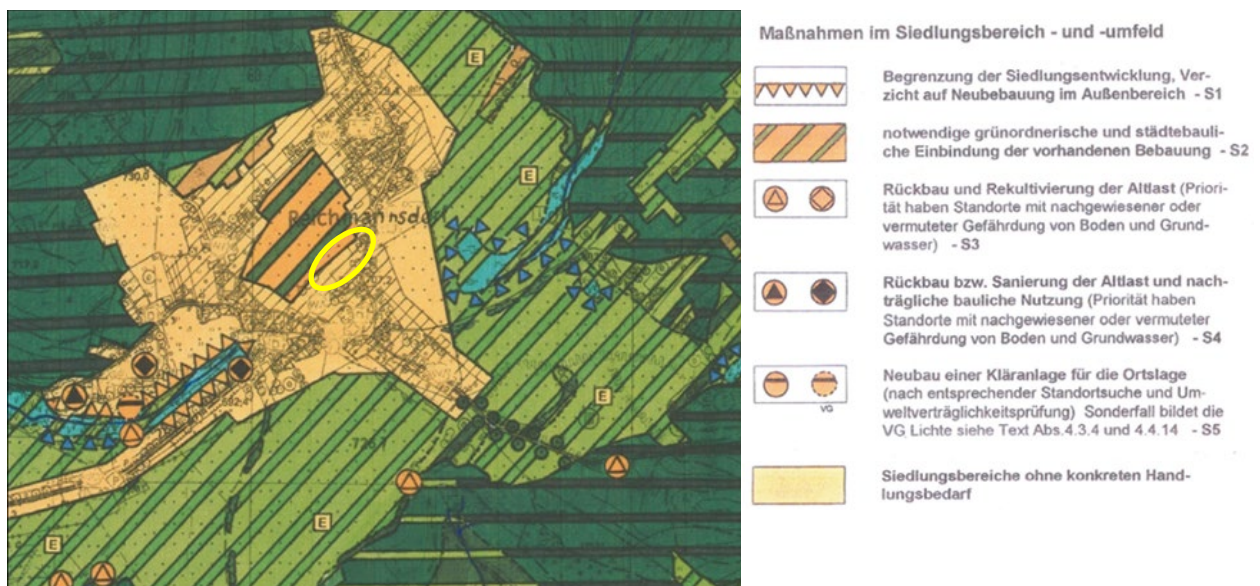 Maßnahmen im Siedlungsbereich - und -umfeld
Begrenzung der Siedlungsentwicklung, Ver-
zicht auf Neubebauung im Außenbereich - S1
notwendige grünordnerische und städtebauli-
che Einbindung der vorhandenen Bebauung - S2
Rückbau und Rekultivierung der Altlast (Priori-
tät haben Standorte mit nachgewiesener oder
vermuteter Gefährdung von Boden und Grund-
wasser) - S3
Rückbau bzw. Sanierung der Altlast und nach-
trägliche bauliche Nutzung (Priorität haben
Standorte mit nachgewiesener oder vermuteter
Gefährdung von Boden und Grundwasser) - S4
Neubau einer Kläranlage für die Ortslage
(nach entsprechender Standortsuche und Um-
weltverträglichkeitsprüfung) Sonderfall bildet die
VG Lichte siehe Text Abs.4.3.4 und 4.4.14 - S5
VG
Siedlungsbereiche ohne konkreten Hand-
lungsbedarf
E
E
730,0
Reichmannsdorf
E
E
E
E